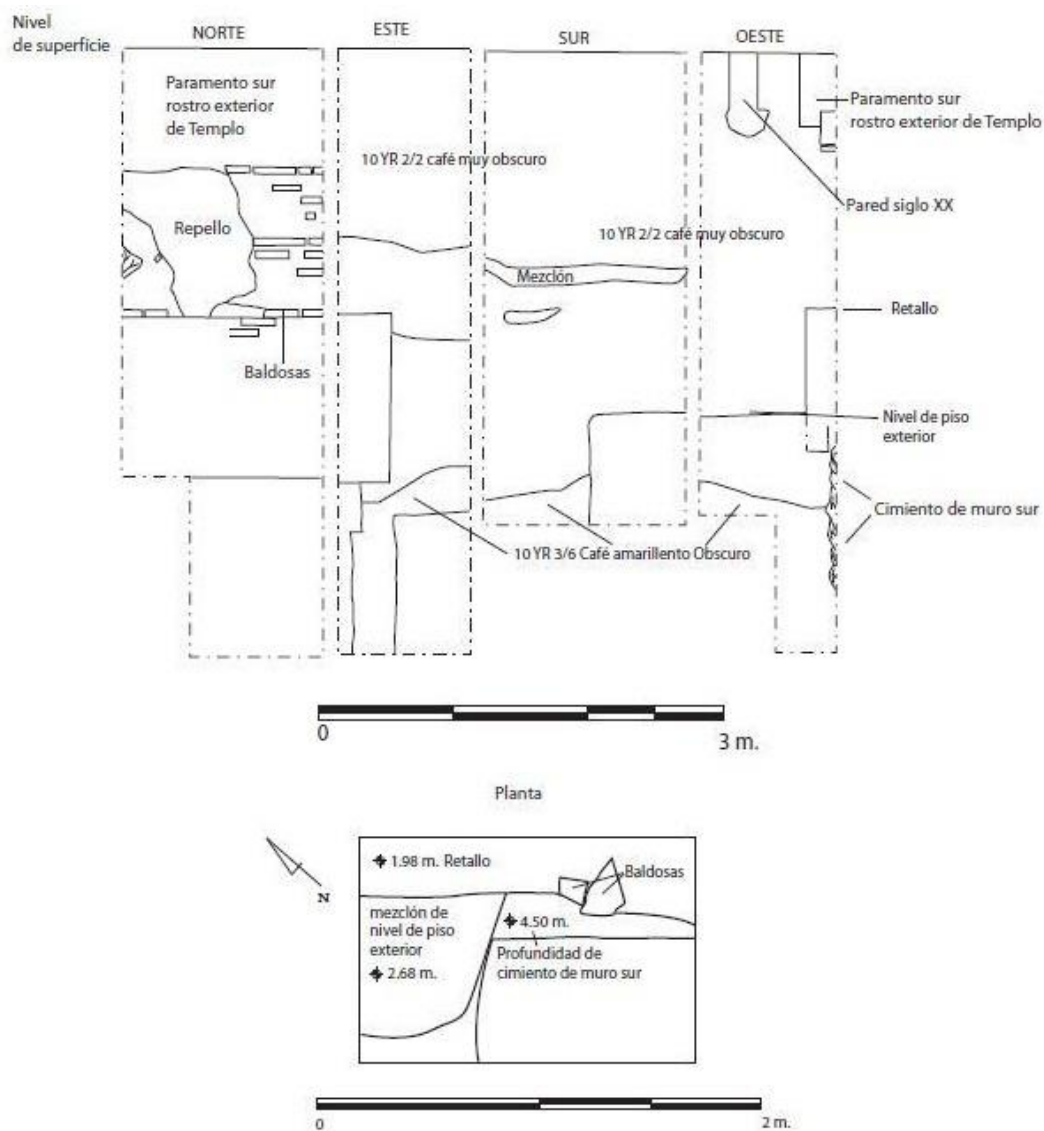 Nivel
de superfície
NORTE
ESTE
SUR
OESTE
Paramento sur
rostro exterior
de Templo
Paramento sur
rostro exterior de Templo
10 YR 2/2 café muy obscuro
Pared siglo XX
Repello
10 YR 2/2 café muy obscuro
Mezclón
Retallo
Baldosas
Nivel de piso
exterior
Cimiento de muro sur
10 YR 3/6 Café amarillento Obscuro
0
3 m.
Planta
1.98 m. Retallo
Baldosas
N
mezclón de
nivel de piso
exterior
4.50 m.
Profundidad de
cimiento de muro sur
2.68 m.
0
2 m.